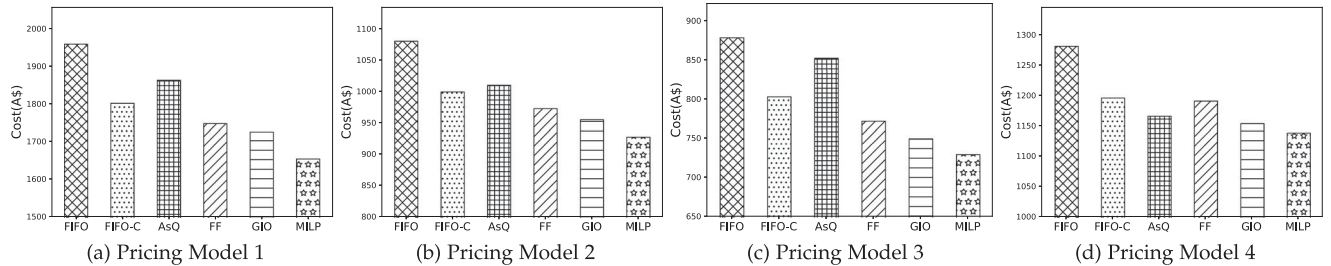 Cost(A$)
2000
1900
1800
1700
1600
1500
FIFO FIFO-C AsQ FF GIO MILP
(a) Pricing Model 1
Cost(A$)
1100
1050
1000
950
900
850
800
FIFO FIFO-C AsQ FF GIO MILP
(b) Pricing Model 2
Cost(A$)
900
850
800
750
700
650
FIFO FIFO-C AsQ FF GIO MILP
(c) Pricing Model 3
Cost(A$)
1300
1250
1200
1150
1100
1050
1000
FIFO FIFO-C AsQ FF GIO MILP
(d) Pricing Model 4